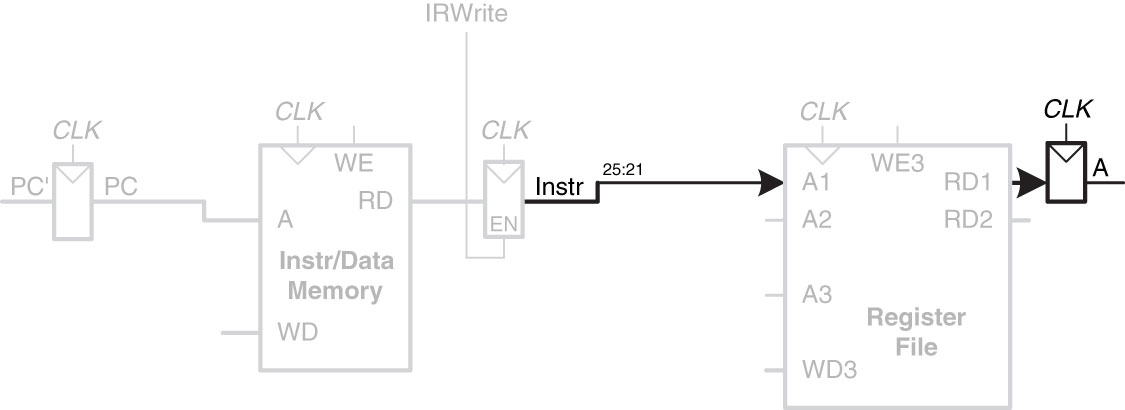 IRWrite
CLK
CLK
CLK
CLK
CLK
PC'
PC
WE
RD
A
Instr/Data
Memory
WD
EN
Instr
25:21
A1
WE3
RD1
A2
RD2
A3
Register
File
WD3
A